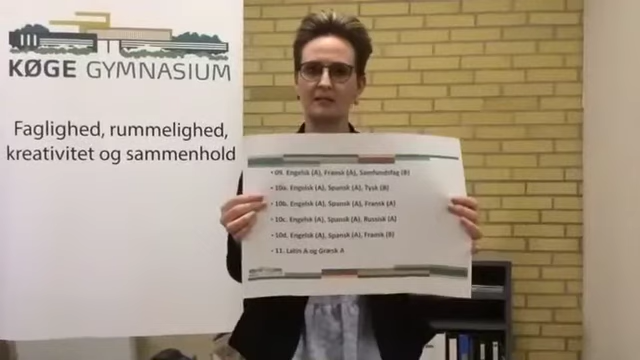 KØGE GYMNASIUM
Faglighed, rummelighed,
kreativitet og sammenhold
• 09. Engelsk (A), Fransk (A), Samfundsfag (B)
• 10a. Engelsk (A), Spansk (A), Tysk (B)
• 10b. Engelsk (A), Spansk (A), Fransk (A)
• 10c. Engelsk (A), Spansk (A), Russisk (A)
• 10d. Engelsk (A), Spansk (A), Fransk (B)
• 11. Latin A og Græsk A